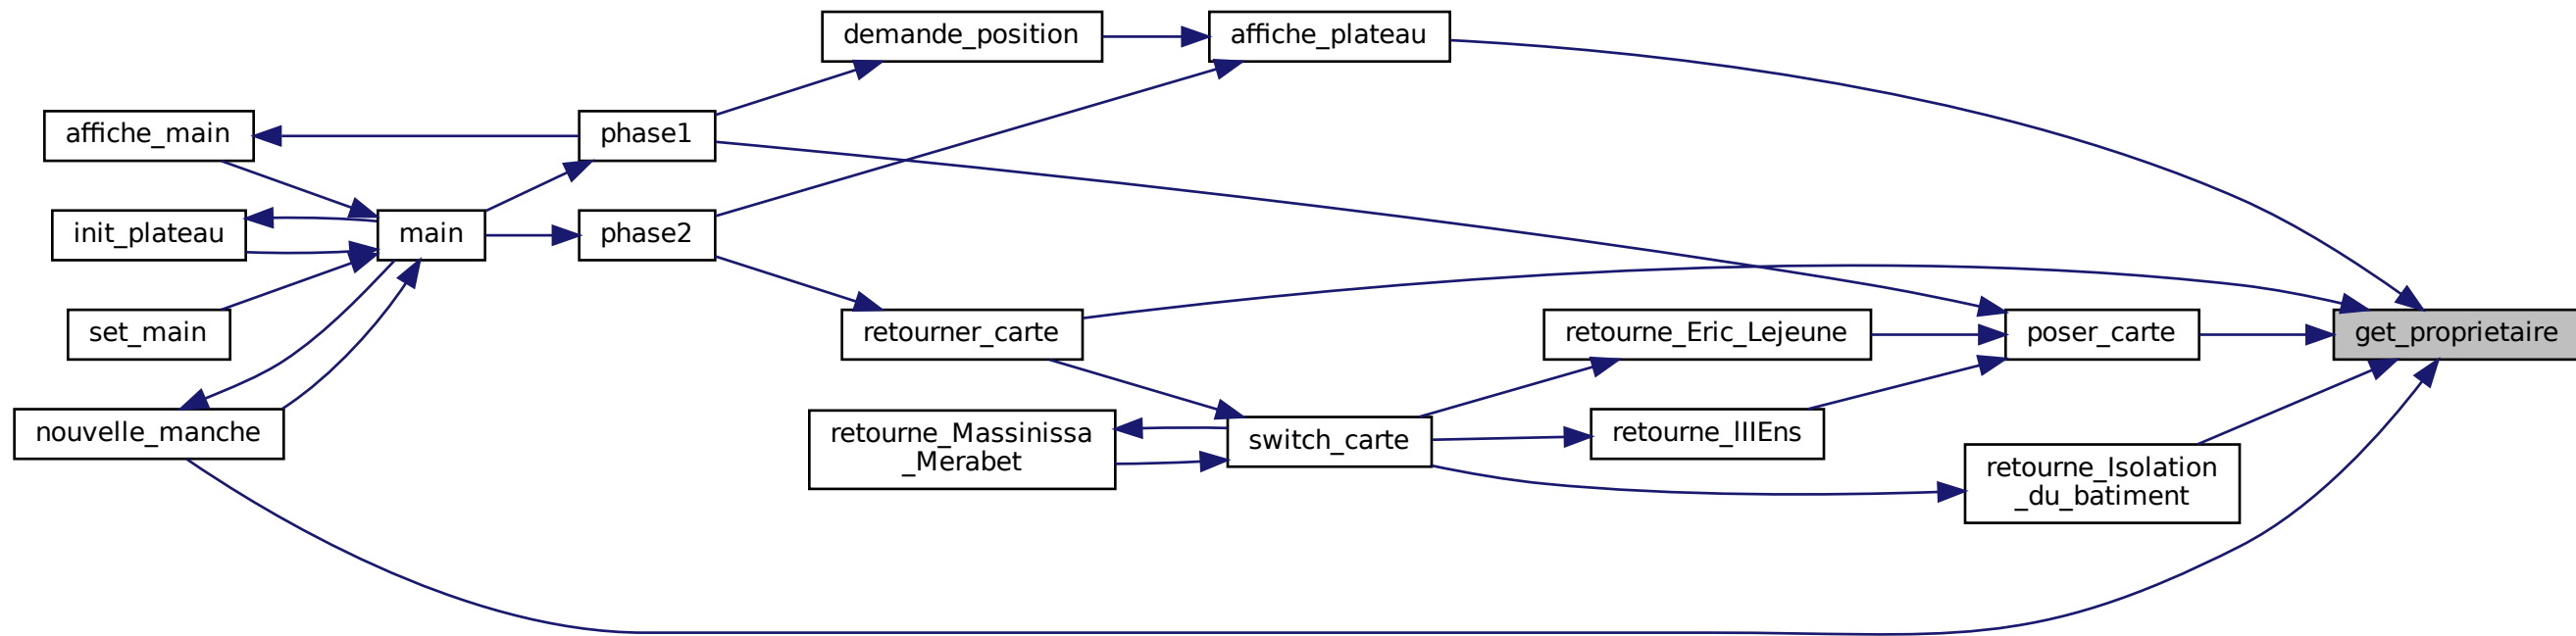 demande_position
affiche_plateau
affiche_main
phase1
init_plateau
main
phase2
set_main
retourner_carte
retourne_Eric_Lejeune
poser_carte
get_proprietaire
nouvelle_manche
retourne_Massinissa
_Merabet
switch_carte
retourne_IIIEns
retourne_Isolation
_du_batiment